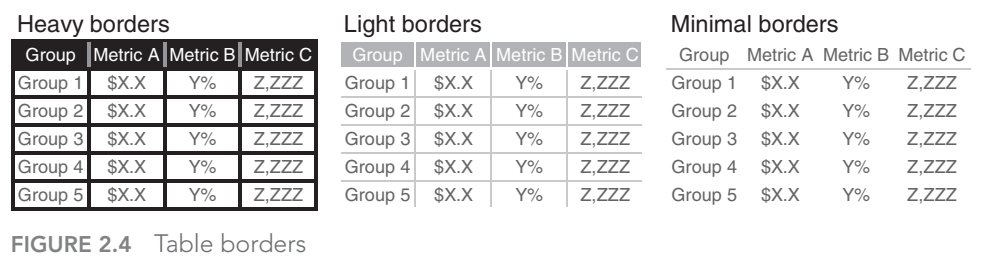 Heavy borders Light borders Minimal borders
Group Metric A Metric B Metric C Group Metric A Metric B Metric C Group Metric A Metric B Metric C
Group 1 $X.X Y% Z,ZZZ Group 1 $X.X Y% Z,ZZZ Group 1 $X.X Y% Z,ZZZ
Group 2 $X.X Y% Z,ZZZ Group 2 $X.X Y% Z,ZZZ Group 2 $X.X Y% Z,ZZZ
Group 3 $X.X Y% Z,ZZZ Group 3 $X.X Y% Z,ZZZ Group 3 $X.X Y% Z,ZZZ
Group 4 $X.X Y% Z,ZZZ Group 4 $X.X Y% Z,ZZZ Group 4 $X.X Y% Z,ZZZ
Group 5 $X.X Y% Z,ZZZ Group 5 $X.X Y% Z,ZZZ Group 5 $X.X Y% Z,ZZZ
FIGURE 2.4 Table borders